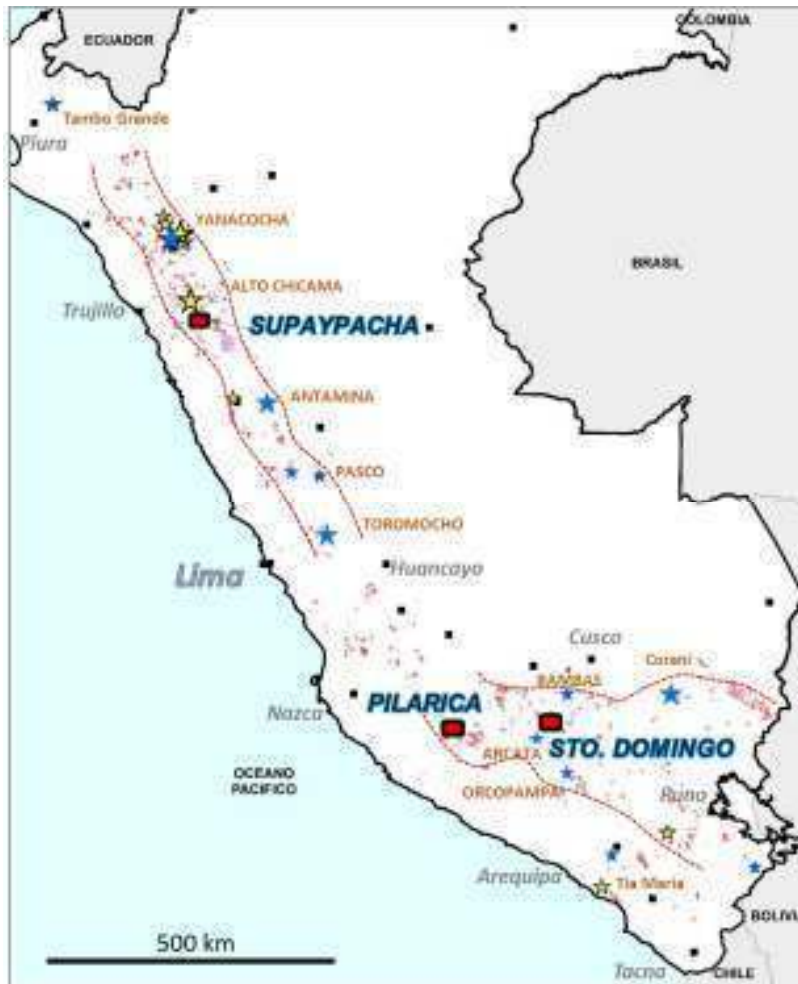 COLOMBIA
ECUADOR
Tambo Grande
Piura
YANACOCHA
BRASIL
ALTO CHICAMA
Trujillo
SUPAYPACHA
ANTAMINA
PASCO
TOROMOCHO
Lima
Huancayo
Cusco
Corani
BAMBAS
PILARICA
Nazca
STO. DOMINGO
ARCATA
OCEANO
PACIFICO
ORCOPAMPA
Puno
Arequipa
Tia Maria
BOLIVI
500 km
Tacna
CHILE